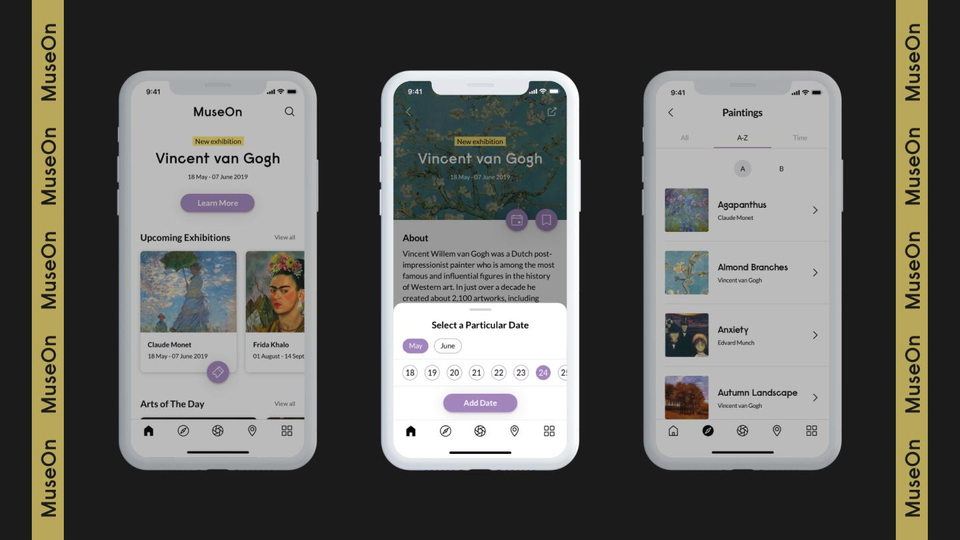 MuseOn
MuseOn
MuseOn
MuseOn
MuseOn
9:41
MuseOn
New exhibition
Vincent van Gogh
18 May - 07 June 2019
Learn More
Upcoming Exhibitions
View all
Claude Monet
18 May - 07 June 2019
Frida Khalo
01 August - 14 Sept
Arts of The Day
View all
9:41
New exhibition
Vincent van Gogh
18 May - 07 June 2019
About
Vincent Willem van Gogh was a Dutch post-
impressionist painter who is among the most
famous and influential figures in the history
of Western art. In just over a decade he
created about 2,100 artworks, including
Select a Particular Date
May
June
18 19 20 21 22 23 24 25
Add Date
9:41
Paintings
All
A-Z
Time
A
B
Agapanthus
Claude Monet
Almond Branches
Vincent van Gogh
Anxiety
Edvard Munch
Autumn Landscape
Vincent van Gogh
MuseOn
MuseOn
MuseOn
MuseOn
MuseOn